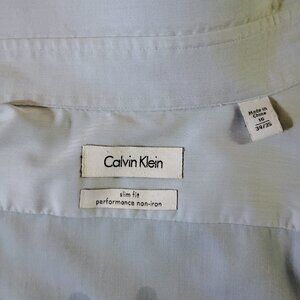 Calvin Klein
slim fit
performance non-iron
Made in
China
16
34/35